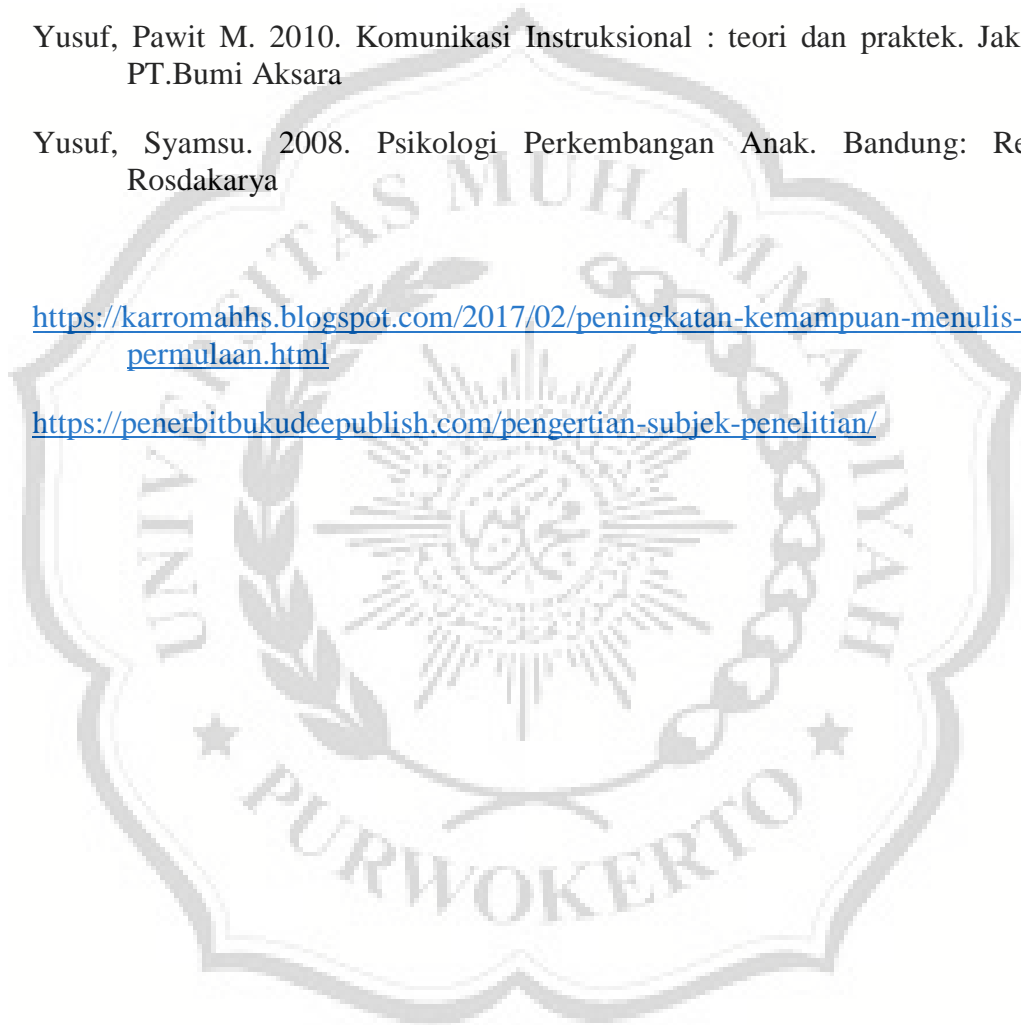 Yusuf, Pawit M. 2010. Komunikasi Instruksional : teori dan praktek. Jak
PT.Bumi Aksara
Yusuf, Syamsu. 2008. Psikologi Perkembangan Anak. Bandung: Re
Rosdakarya
https://karromahhs.blogspot.com/2017/02/peningkatan-kemampuan-menulis-
permulaan.html
https://penerbitbukudeepublish.com/pengertian-subjek-penelitian/
UNIVERSITAS MUHAMMADIYAH
PURWOKERTO